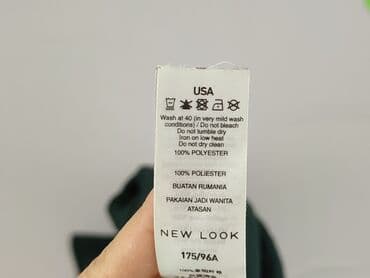 USA
Wash at 40 (in very mild wash
conditions) / Do not bleach
Do not tumble dry
Iron on low heat
Do not dry clean
100% POLYESTER
100% POLIESTER
BUATAN RUMANIA
PAKAIAN JADI WANITA
ATASAN
NEW LOOK
175/96A